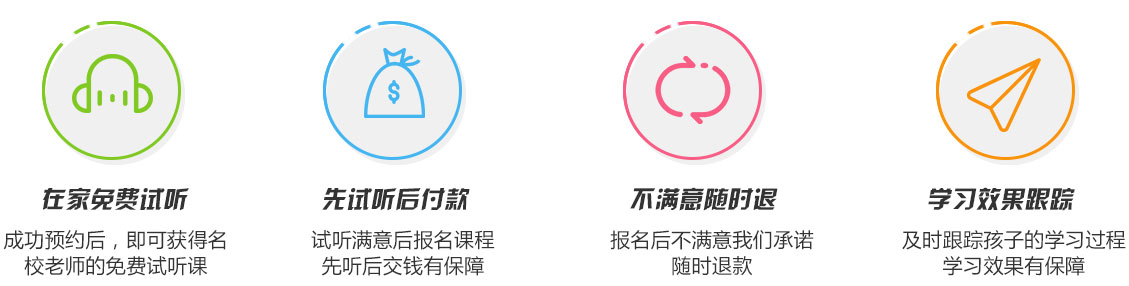 在家免费试听
成功预约后，即可获得名
校老师的免费试听课
$
先试听后付款
试听满意后报名课程
先听后交钱有保障
不满意随时退
报名后不满意我们承诺
随时退款
学习效果跟踪
及时跟踪孩子的学习过程
学习效果有保障